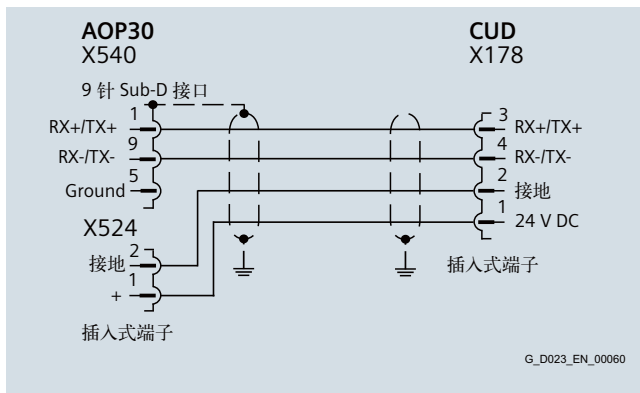 AOP30
X540
CUD
X178
9 针 Sub-D 接口
1
RX+/TX+
9
RX-/TX-
5
Ground
3
RX+/TX+
4
RX-/TX-
2
接地
1
24 V DC
插入式端子
X524
2
接地
1
+
插入式端子
G_D023_EN_00060